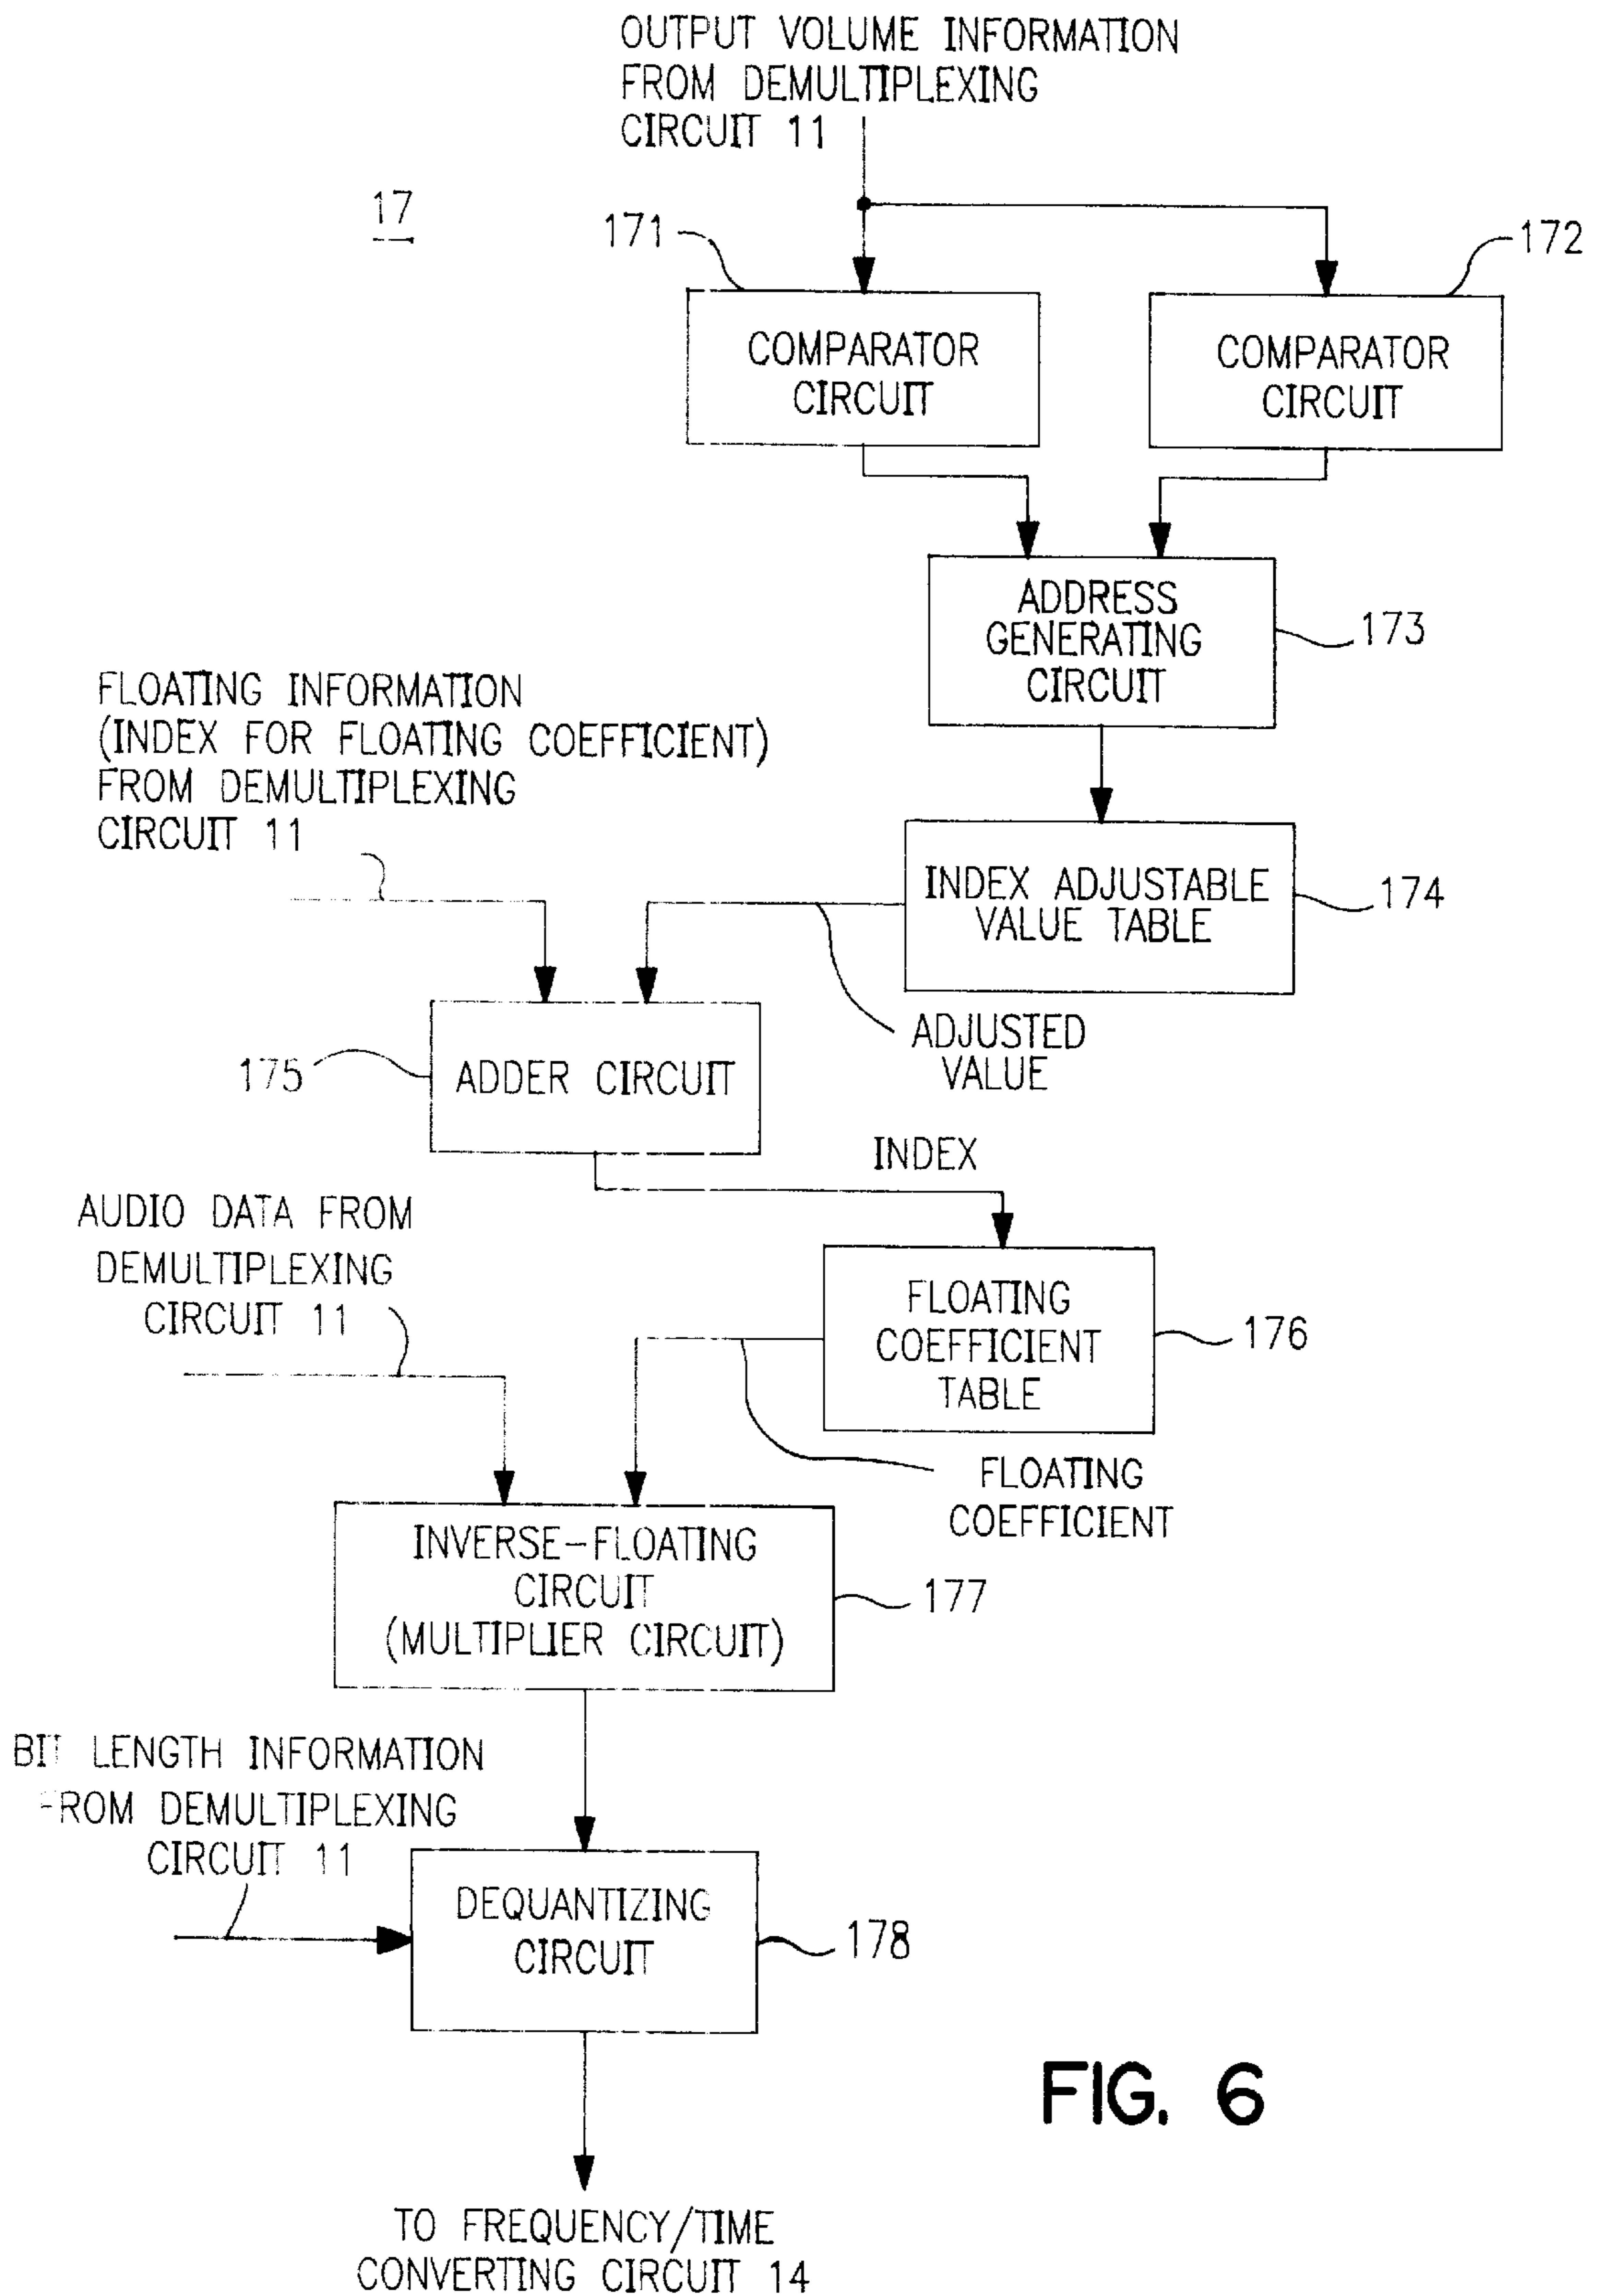 OUTPUT VOLUME INFORMATION
FROM DEMULTIPLEXING
CIRCUIT 11
17
171
172
COMPARATOR
CIRCUIT
COMPARATOR
CIRCUIT
ADDRESS
GENERATING
CIRCUIT
173
FLOATING INFORMATION
(INDEX FOR FLOATING COEFFICIENT)
FROM DEMULTIPLEXING
CIRCUIT 11
INDEX ADJUSTABLE
VALUE TABLE
174
ADJUSTED
VALUE
175
ADDER CIRCUIT
INDEX
AUDIO DATA FROM
DEMULTIPLEXING
CIRCUIT 11
FLOATING
COEFFICIENT
TABLE
176
FLOATING
COEFFICIENT
INVERSE-FLOATING
CIRCUIT
(MULTIPLIER CIRCUIT)
177
BIT LENGTH INFORMATION
FROM DEMULTIPLEXING
CIRCUIT 11
DEQUANTIZING
CIRCUIT
178
FIG. 6
TO FREQUENCY/TIME
CONVERTING CIRCUIT 14